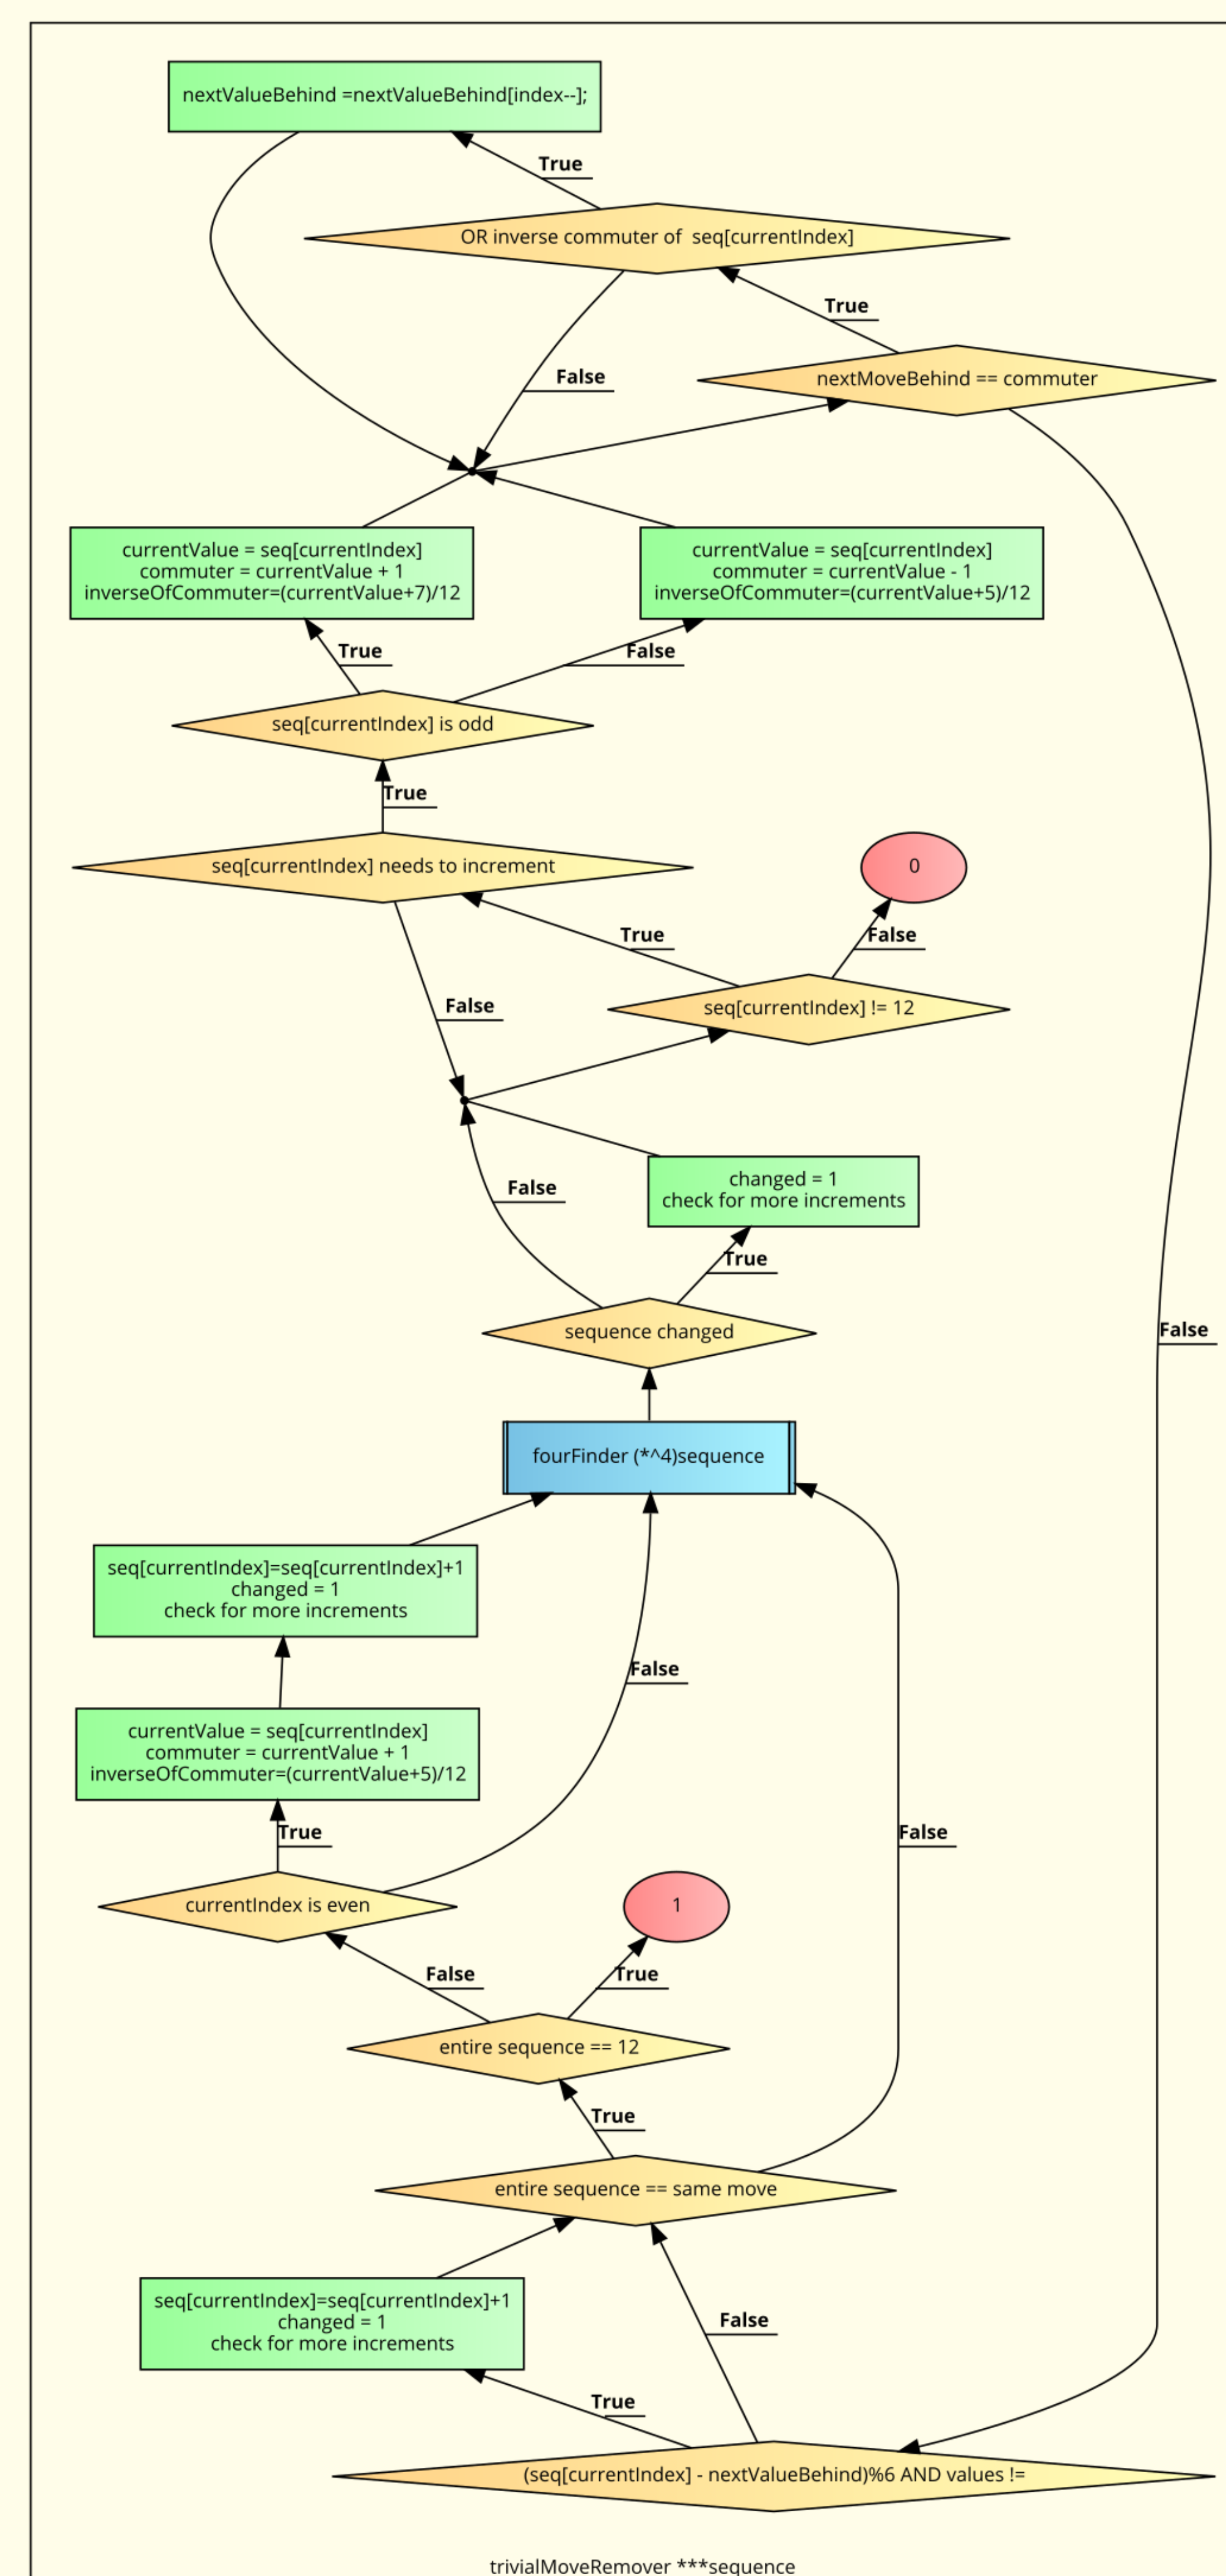 nextValueBehind =nextValueBehind[index--];
True
OR inverse commuter of  seq[currentIndex]
True
False
nextMoveBehind == commuter
currentValue = seq[currentIndex]
commuter = currentValue + 1
inverseOfCommuter=(currentValue+7)/12
currentValue = seq[currentIndex]
commuter = currentValue - 1
inverseOfCommuter=(currentValue+5)/12
True
False
seq[currentIndex] is odd
True
seq[currentIndex] needs to increment
0
True
False
False
seq[currentIndex] != 12
False
changed = 1
check for more increments
True
False
sequence changed
fourFinder (*^4)sequence
seq[currentIndex]=seq[currentIndex]+1
changed = 1
check for more increments
False
currentValue = seq[currentIndex]
commuter = currentValue + 1
inverseOfCommuter=(currentValue+5)/12
True
False
currentIndex is even
1
False
True
entire sequence == 12
True
entire sequence == same move
seq[currentIndex]=seq[currentIndex]+1
changed = 1
check for more increments
False
True
(seq[currentIndex] - nextValueBehind)%6 AND values !=
trivialMoveRemover ***sequence